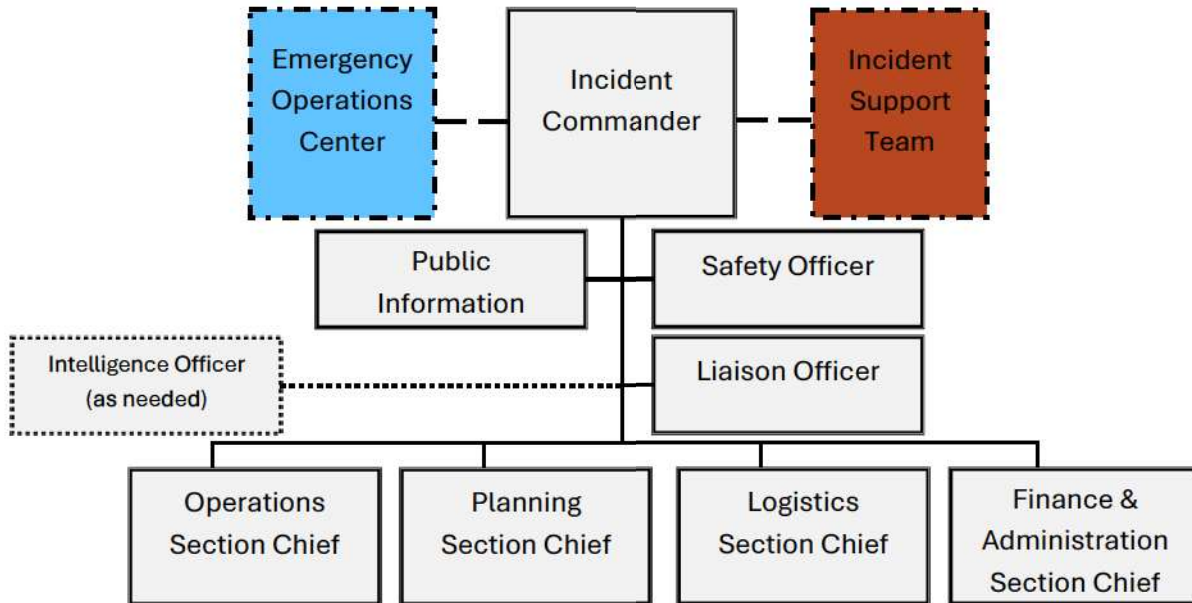 Emergency
Operations
Center
Incident
Commander
Incident
Support
Team
Public
Information
Safety Officer
Intelligence Officer
(as needed)
Liaison Officer
Operations
Section Chief
Planning
Section Chief
Logistics
Section Chief
Finance &
Administration
Section Chief